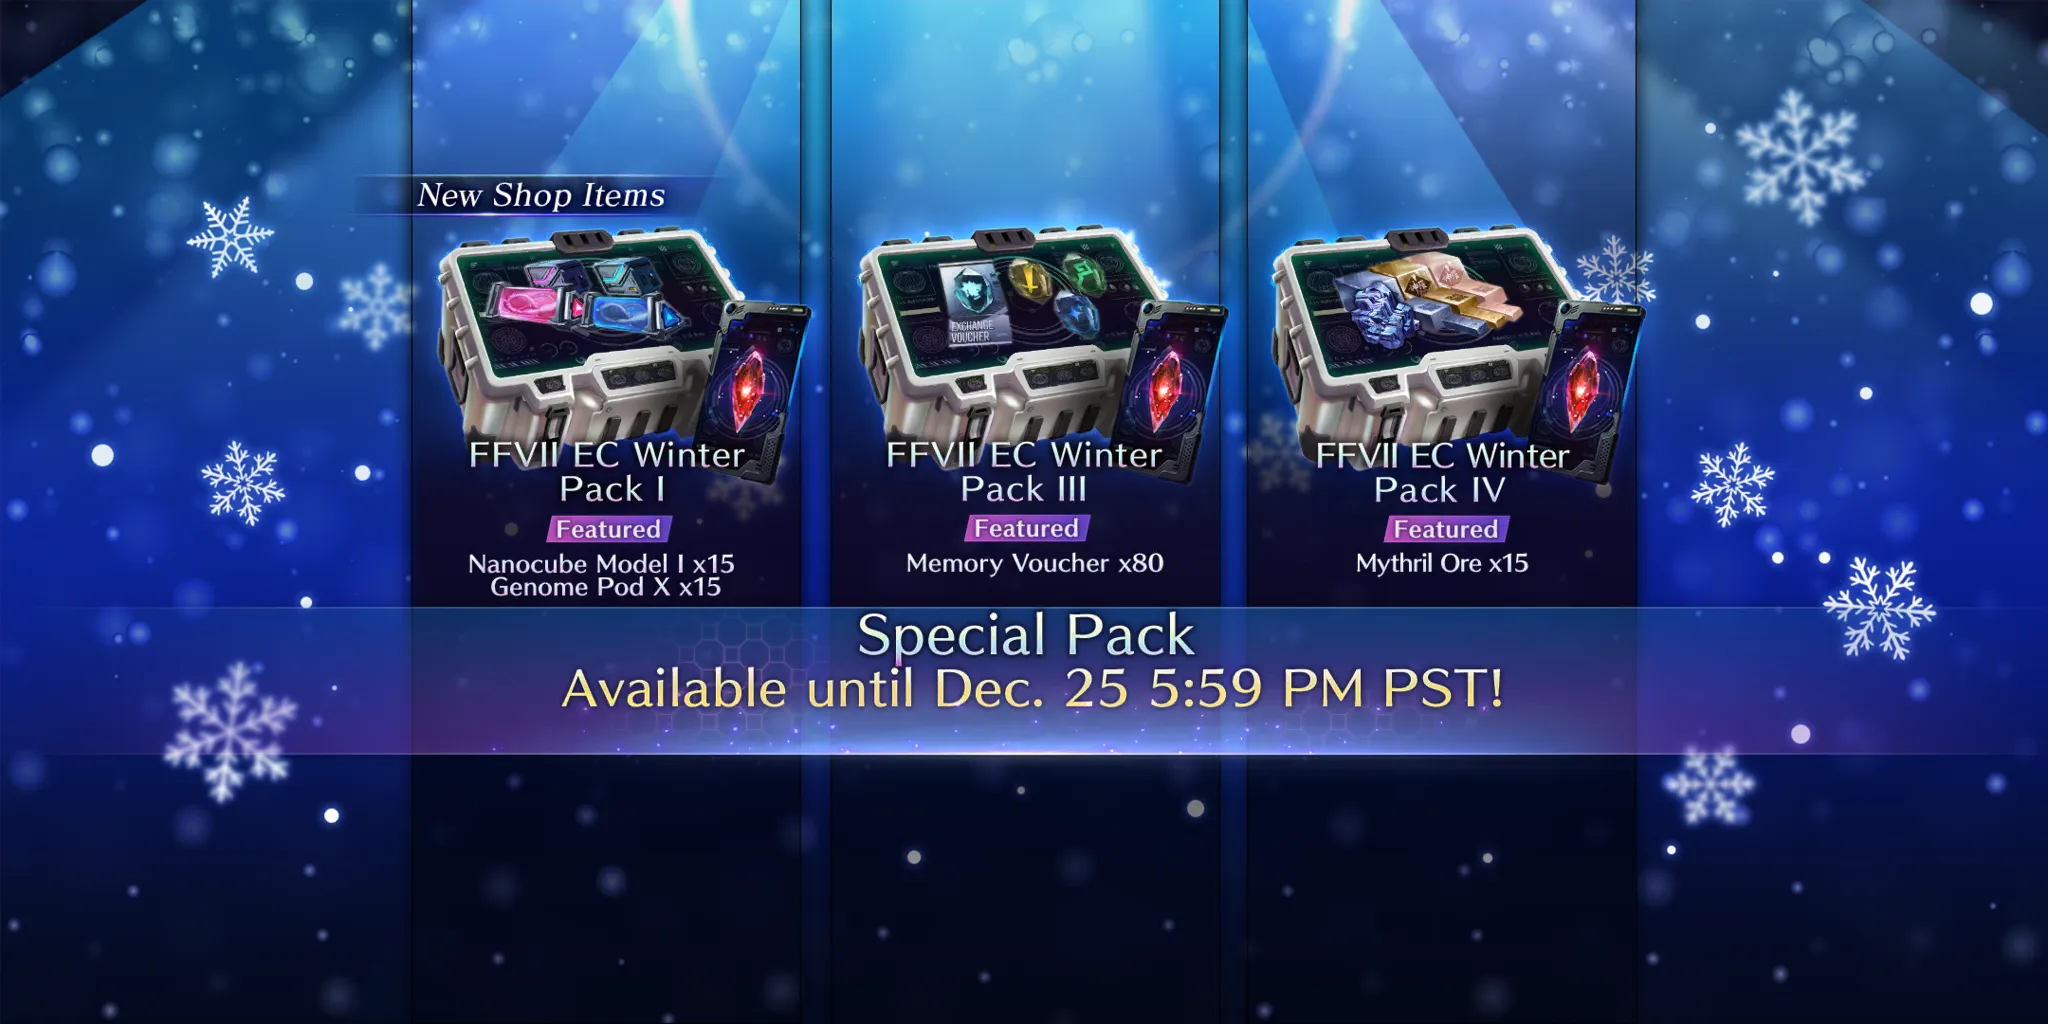 New Shop Items
EXCHANGE
VOUCHER
FFVII EC Winter
Pack I
Featured
Nanocube Model I x15
Genome Pod X x15
FFVII EC Winter
Pack III
Featured
Memory Voucher x80
FFVII EC Winter
Pack IV
Featured
Mythril Ore x15
Special Pack
Available until Dec. 25 5:59 PM PST!